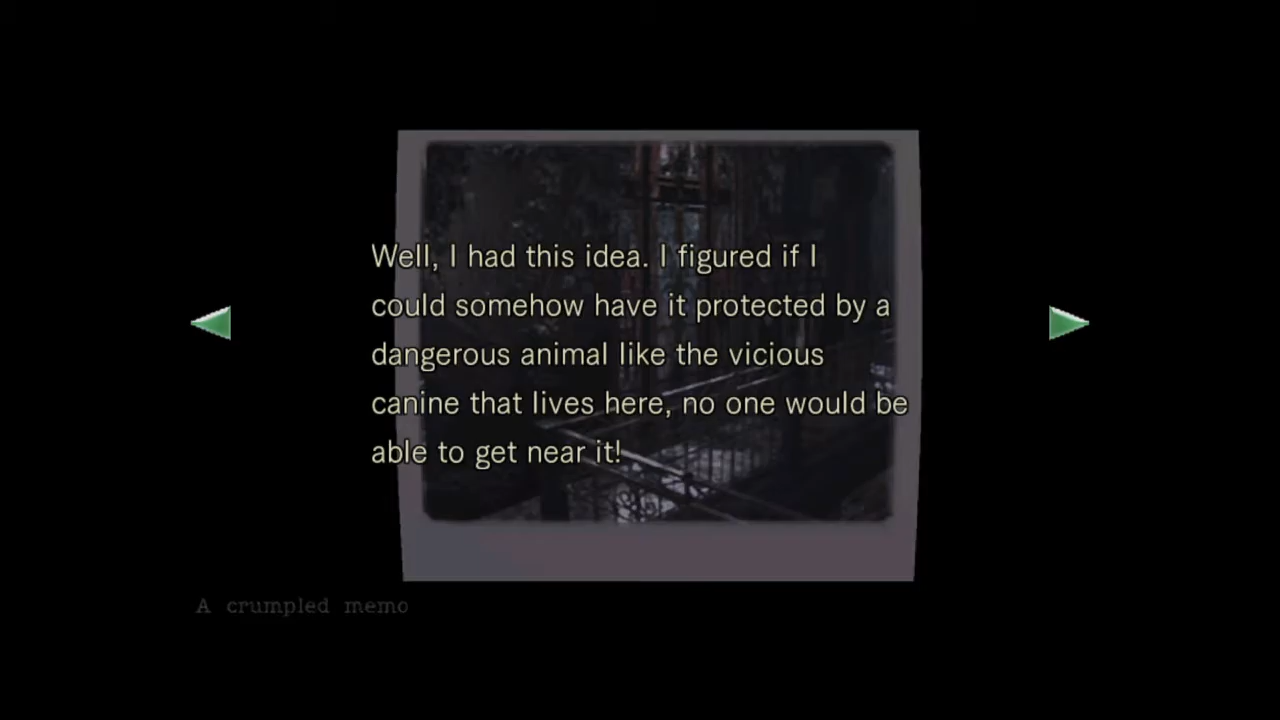 Well, I had this idea. I figured if I
could somehow have it protected by a
dangerous animal like the vicious
canine that lives here, no one would be
able to get near it!
A crumpled memo